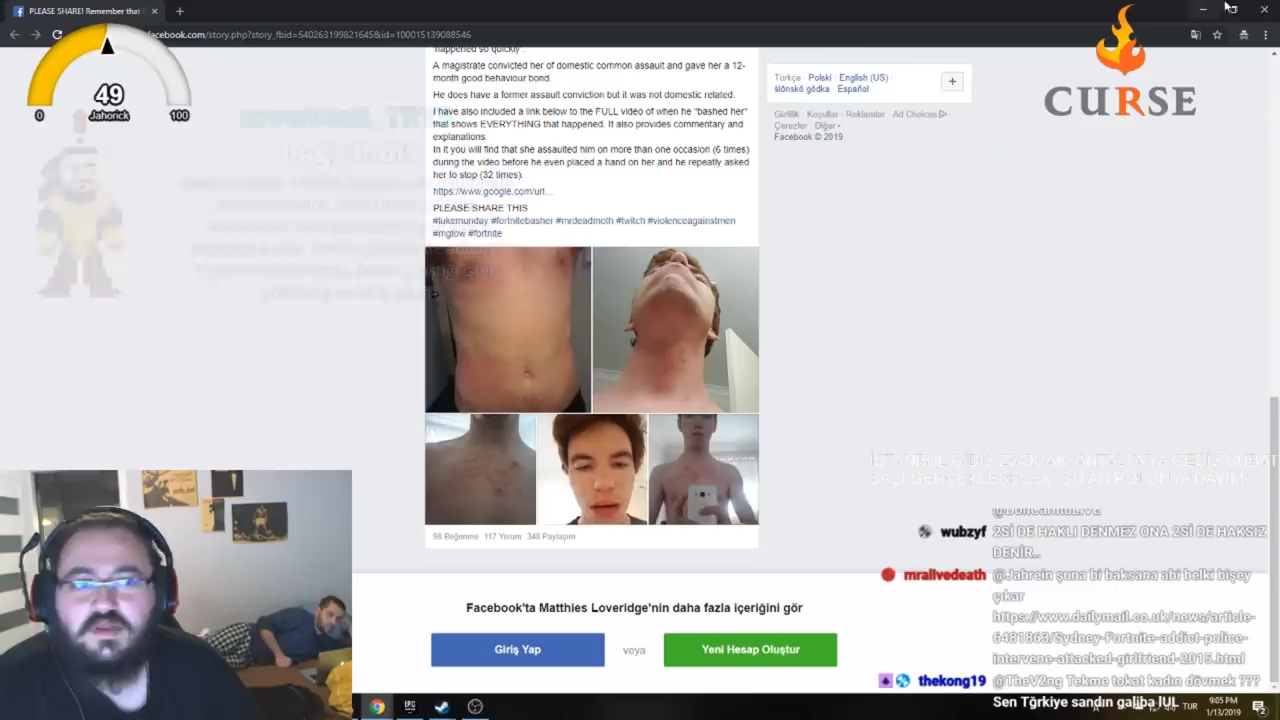 PLEASE SHARE! Remember that
facebook.com/story.php?story_fbid=540263199821645&id=100015139088546
49
Jahorick
0
100
CURSE
happened so quickly".
A magistrate convicted her of domestic common assault and gave her a 12-
month good behaviour bond.
He does have a former assault conviction but it was not domestic related.
I have also included a link below to the FULL video of when he "bashed her"
that shows EVERYTHING that happened. It also provides commentary and
explanations.
In it you will find that she assaulted him on more than one occasion (6 times)
during the video before he even placed a hand on her and he repeatly asked
her to stop (32 times).
https://www.google.com/url...
PLEASE SHARE THIS
#lukemunday #fortnitebasher #mrdeadmoth #twitch #violenceagainstmen
#mgtow #fortnite
98 Beğenme 117 Yorum 348 Paylaşım
Türkçe · Polski · English (US) ·
ślōnskŏ gŏdka · Español
Gizlilik · Koşullar · Reklamlar · Ad Choices
Çerezler · Diğer
Facebook © 2019
Facebook'ta Matthies Loveridge'nin daha fazla içeriğini gör
Giriş Yap
veya
Yeni Hesap Oluştur
wubzyf 2Sİ DE HAKLI DENMEZ ONA 2Sİ DE HAKSIZ
DENİR..
mralivedeath @Jahrein şuna bi baksana abi belki bişey
çıkar
https://www.dailymail.co.uk/news/article-
6481863/Sydney-Fortnite-addict-police-
intervene-attacked-girlfriend-2015.html
thekong19 @TheV2ng Tekme tokat kadın dövmek ???
Sen Tğrkiye sandın galiba lUL
TUR
9:05 PM
1/13/2019